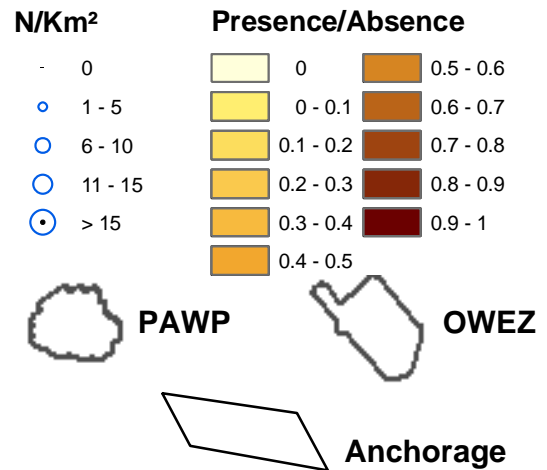 N/Km²
0
1 - 5
6 - 10
11 - 15
> 15
Presence/Absence
0
0 - 0.1
0.1 - 0.2
0.2 - 0.3
0.3 - 0.4
0.4 - 0.5
0.5 - 0.6
0.6 - 0.7
0.7 - 0.8
0.8 - 0.9
0.9 - 1
PAWP
OWEZ
Anchorage